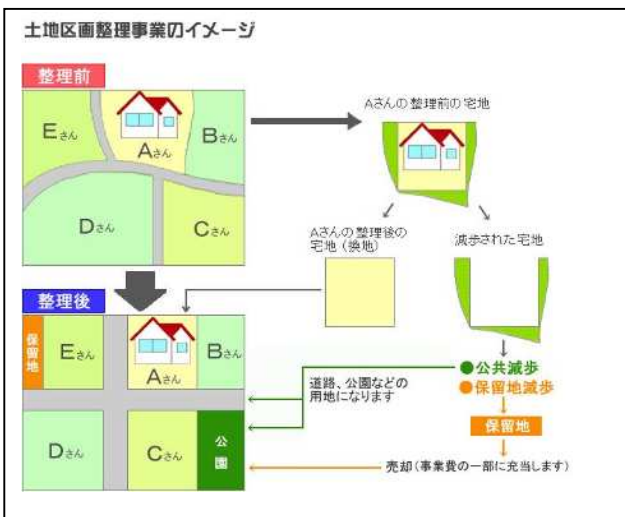 土地区画整理事業のイメージ
整理前
Eさん
Aさん
Bさん
Dさん
Cさん
Aさんの整理前の宅地
Aさんの整理後の
宅地（換地）
減歩された宅地
整理後
保留地
Eさん
Aさん
Bさん
Dさん
Cさん
公園
道路、公園などの
用地になります
●公共減歩
●保留地減歩
保留地
売却（事業費の一部に充当します）